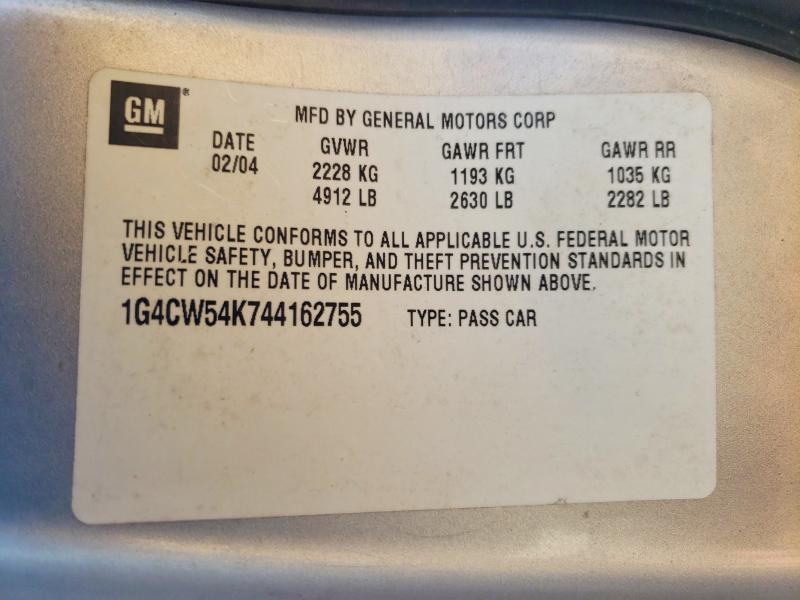 GM®
MFD BY GENERAL MOTORS CORP
DATE GVWR GAWR FRT GAWR RR
02/04 2228 KG 1193 KG 1035 KG
4912 LB 2630 LB 2282 LB
THIS VEHICLE CONFORMS TO ALL APPLICABLE U.S. FEDERAL MOTOR
VEHICLE SAFETY, BUMPER, AND THEFT PREVENTION STANDARDS IN
EFFECT ON THE DATE OF MANUFACTURE SHOWN ABOVE.
1G4CW54K744162755 TYPE: PASS CAR